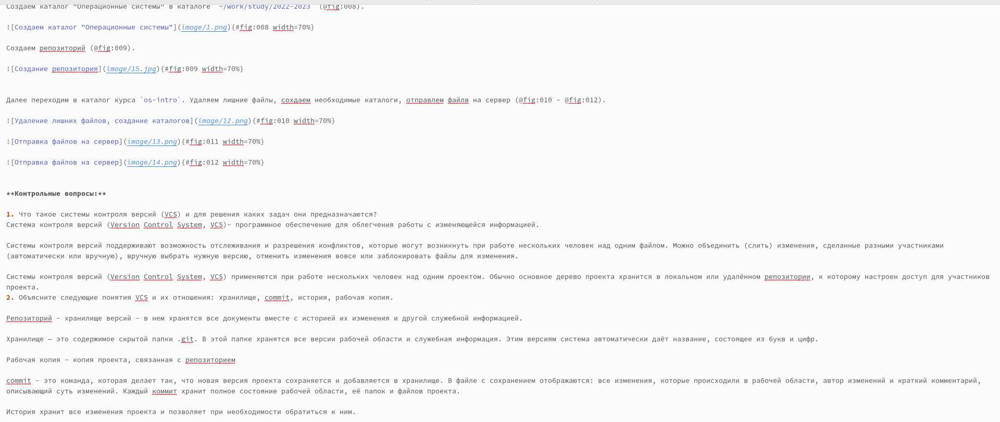 Создаем каталог "Операционные системы" в каталоге `~/work/study/2022-2023` (@fig:008).
![Создаем каталог "Операционные системы"](image/1.png){#fig:008 width=70%}
Создаем репозиторий (@fig:009).
![Создание репозитория](image/15.jpg){#fig:009 width=70%}
Далее переходим в каталог курса `os-intro`. Удаляем лишние файлы, сохдаем необходимые каталоги, отправлем файлв на сервер (@fig:010 - @fig:012).
![Удаление лишних файлов, создание каталогов](image/12.png){#fig:010 width=70%}
![Отправка файлов на сервер](image/13.png){#fig:011 width=70%}
![Отправка файлов на сервер](image/14.png){#fig:012 width=70%}
**Контрольные вопросы:**
1. Что такое системы контроля версий (VCS) и для решения каких задач они предназначаются?
Система контроля версий (Version Control System, VCS)- программное обеспечение для облегчения работы с изменяющейся информацией.
Системы контроля версий поддерживают возможность отслеживания и разрешения конфликтов, которые могут возникнуть при работе нескольких человек над одним файлом. Можно объединить (слить) изменения, сделанные разными участниками
(автоматически или вручную), вручную выбрать нужную версию, отменить изменения вовсе или заблокировать файлы для изменения.
Системы контроля версий (Version Control System, VCS) применяются при работе нескольких человек над одним проектом. Обычно основное дерево проекта хранится в локальном или удалённом репозитории, к которому настроен доступ для участников
проекта.
2. Объясните следующие понятия VCS и их отношения: хранилище, commit, история, рабочая копия.
Репозиторий - хранилище версий - в нем хранятся все документы вместе с историей их изменения и другой служебной информацией.
Хранилище — это содержимое скрытой папки .git. В этой папке хранятся все версии рабочей области и служебная информация. Этим версиям система автоматически даёт название, состоящее из букв и цифр.
Рабочая копия - копия проекта, связанная с репозиторием
commit - это команда, которая делает так, что новая версия проекта сохраняется и добавляется в хранилище. В файле с сохранением отображаются: все изменения, которые происходили в рабочей области, автор изменений и краткий комментарий,
описывающий суть изменений. Каждый коммит хранит полное состояние рабочей области, её папок и файлов проекта.
История хранит все изменения проекта и позволяет при необходимости обратиться к ним.